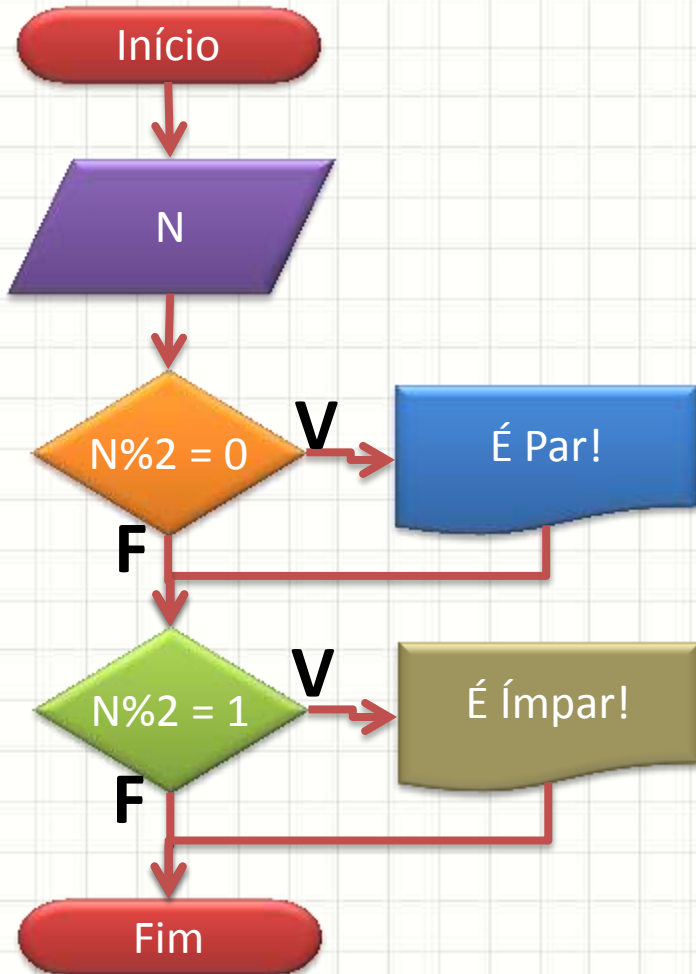 Início
N
N%2 = 0
V
É Par!
F
N%2 = 1
V
É Ímpar!
F
Fim